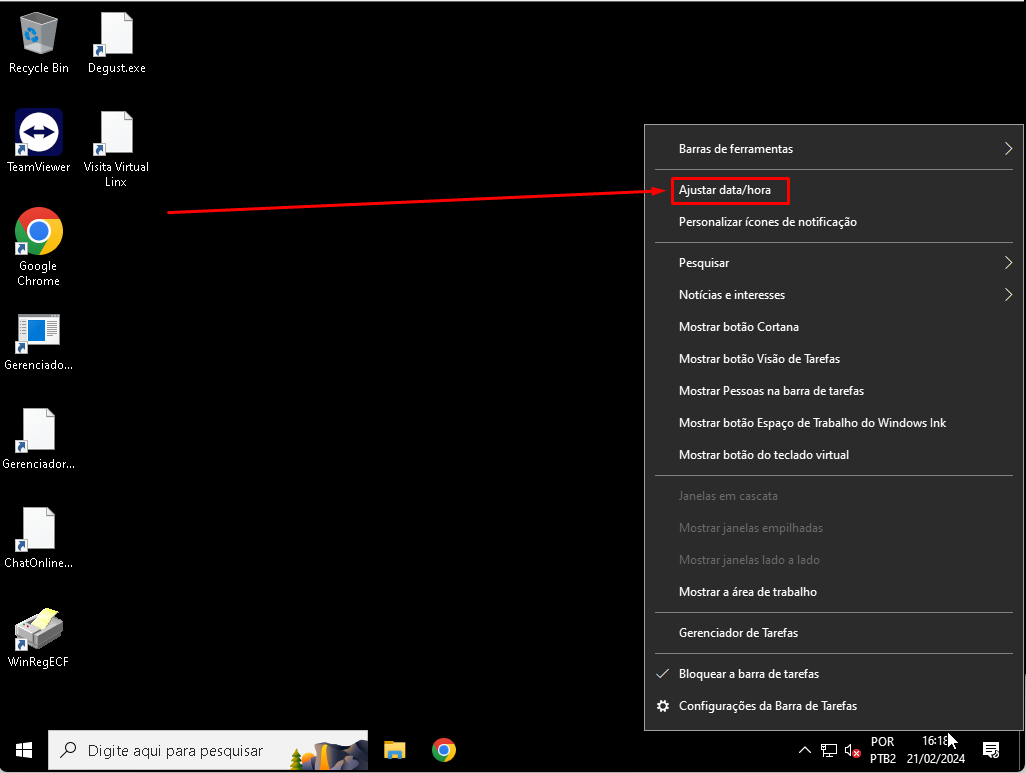 Recycle Bin
Degust.exe
TeamViewer
Visita Virtual
Linx
Google
Chrome
Gerenciado...
Gerenciador...
ChatOnline...
WinRegECF
Barras de ferramentas
Ajustar data/hora
Personalizar ícones de notificação
Pesquisar
Notícias e interesses
Mostrar botão Cortana
Mostrar botão Visão de Tarefas
Mostrar Pessoas na barra de tarefas
Mostrar botão Espaço de Trabalho do Windows Ink
Mostrar botão do teclado virtual
Janelas em cascata
Mostrar janelas empilhadas
Mostrar janelas lado a lado
Mostrar a área de trabalho
Gerenciador de Tarefas
Bloquear a barra de tarefas
Configurações da Barra de Tarefas
Digite aqui para pesquisar
POR
PTB2
16:18
21/02/2024